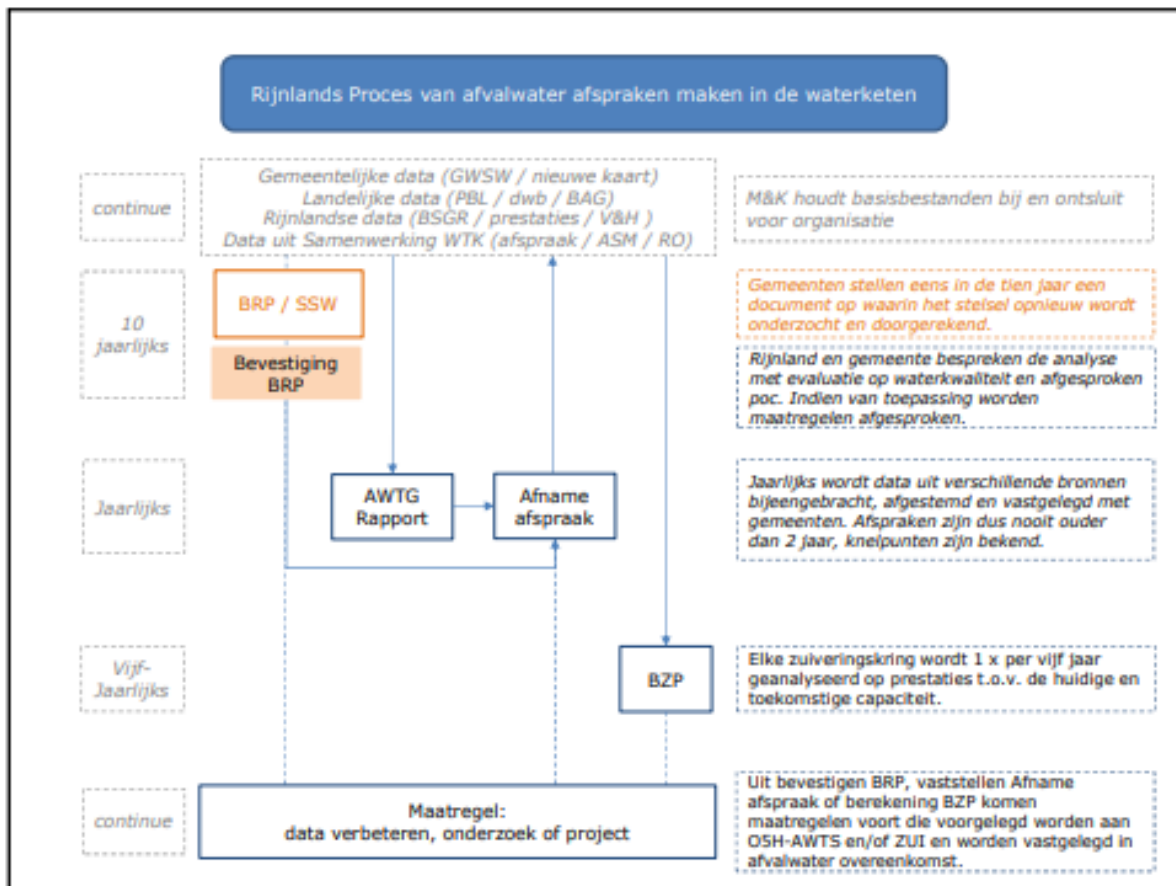 Rijnlands Proces van afvalwater afspraken maken in de waterketen
continue
Gemeentelijke data (GWSW / nieuwe kaart)
Landelijke data (PBL / dwb / BAG)
Rijnlandse data (BSGR / prestaties / V&H )
Data uit Samenwerking WTK (afspraak / ASM / RO)
M&K houdt basisbestanden bij en ontsluit
voor organisatie
10
jaarlijks
BRP / SSW
Bevestiging
BRP
Gemeenten stellen eens in de tien jaar een
document op waarin het stelsel opnieuw wordt
onderzocht en doorgerekend.
Rijnland en gemeente bespreken de analyse
met evaluatie op waterkwaliteit en afgesproken
poc. Indien van toepassing worden
maatregelen afgesproken.
Jaarlijks
AWTG
Rapport
Afname
afspraak
Jaarlijks wordt data uit verschillende bronnen
bijeengebracht, afgestemd en vastgelegd met
gemeenten. Afspraken zijn dus nooit ouder
dan 2 jaar, knelpunten zijn bekend.
Vijf-
Jaarlijks
BZP
Elke zuiveringskring wordt 1 x per vijf jaar
geanalyseerd op prestaties t.o.v. de huidige en
toekomstige capaciteit.
continue
Maatregel:
data verbeteren, onderzoek of project
Uit bevestigen BRP, vaststellen Afname
afspraak of berekening BZP komen
maatregelen voort die voorgelegd worden aan
O5H-AWTS en/of ZUI en worden vastgelegd in
afvalwater overeenkomst.